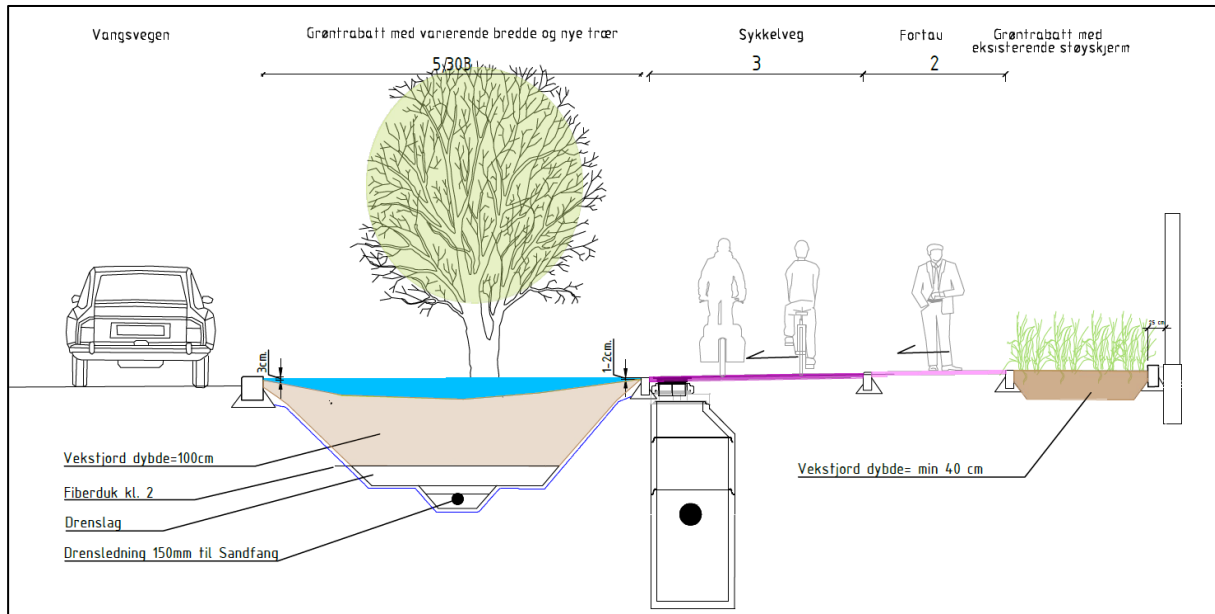 Vangsvegen
Grøntrabatt med varierende bredde og nye trær
Sykkelveg
Fortau
Grøntrabatt med
eksisterende støyskjerm
5,303
3
2
3cm.
1-2cm.
25 cm
Vekstjord dybde=100cm
Fiberduk kl. 2
Drenslag
Drensledning 150mm til Sandfang
Vekstjord dybde= min 40 cm